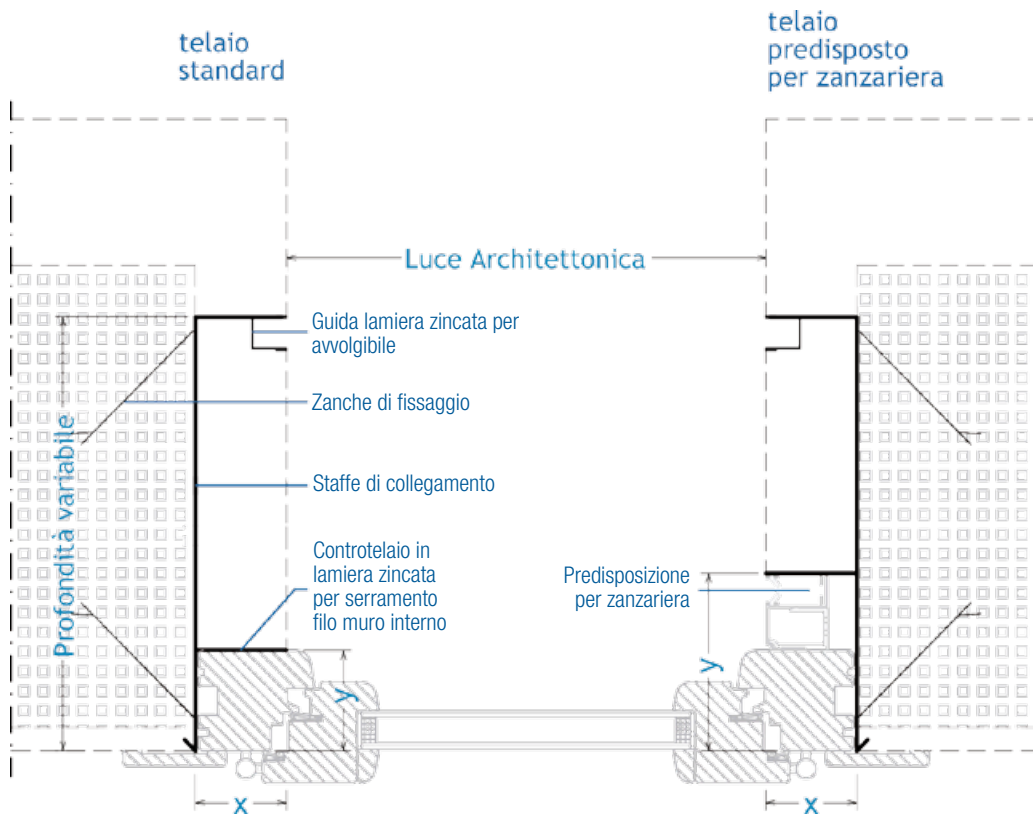 telaio
standard
telaio
predisposto
per zanzariera
Luce Architettonica
Guida lamiera zincata per
avvolgibile
Zanche di fissaggio
Profondità variabile
Staffe di collegamento
Controtelaio in
lamiera zincata
per serramento
filo muro interno
Predisposizione
per zanzariera
y
y
x
x